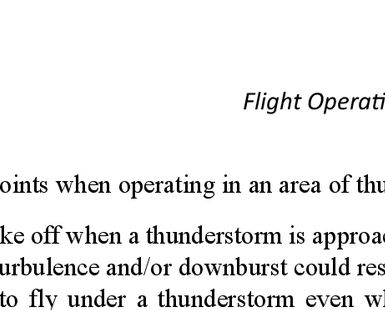 Flight Operati
oints when operating in an area of thu
ke off when a thunderstorm is approac
urbulence and/or downburst could res
to fly under a thunderstorm even wh